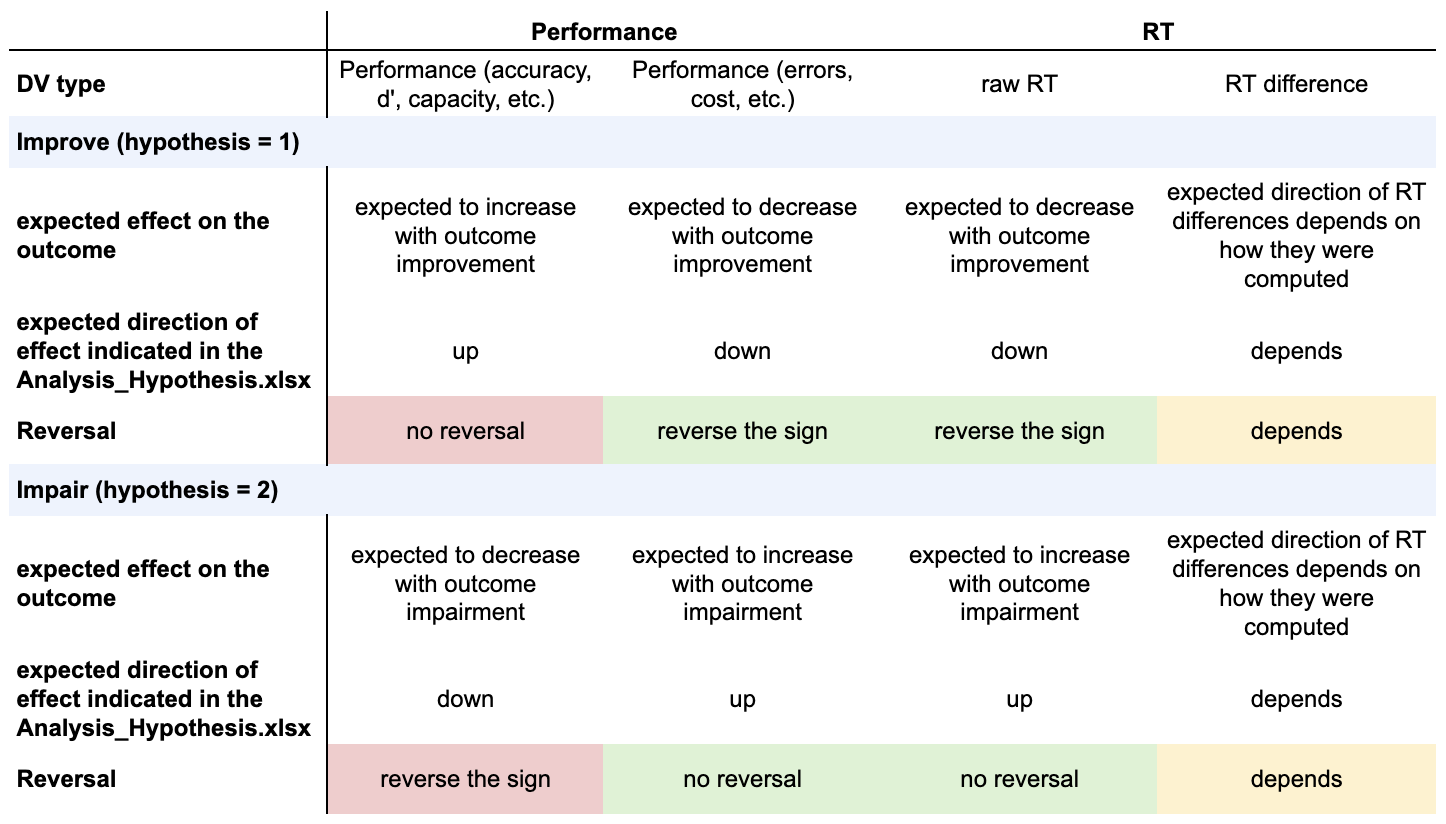 Performance RT
DV type
Performance (accuracy,
d', capacity, etc.)
Performance (errors,
cost, etc.)
raw RT
RT difference
Improve (hypothesis = 1)
expected effect on the
outcome
expected to increase
with outcome
improvement
expected to decrease
with outcome
improvement
expected to decrease
with outcome
improvement
expected direction of RT
differences depends on
how they were
computed
expected direction of
effect indicated in the
Analysis_Hypothesis.xlsx
up
down
down
depends
Reversal
no reversal
reverse the sign
reverse the sign
depends
Impair (hypothesis = 2)
expected effect on the
outcome
expected to decrease
with outcome
impairment
expected to increase
with outcome
impairment
expected to increase
with outcome
impairment
expected direction of RT
differences depends on
how they were
computed
expected direction of
effect indicated in the
Analysis_Hypothesis.xlsx
down
up
up
depends
Reversal
reverse the sign
no reversal
no reversal
depends